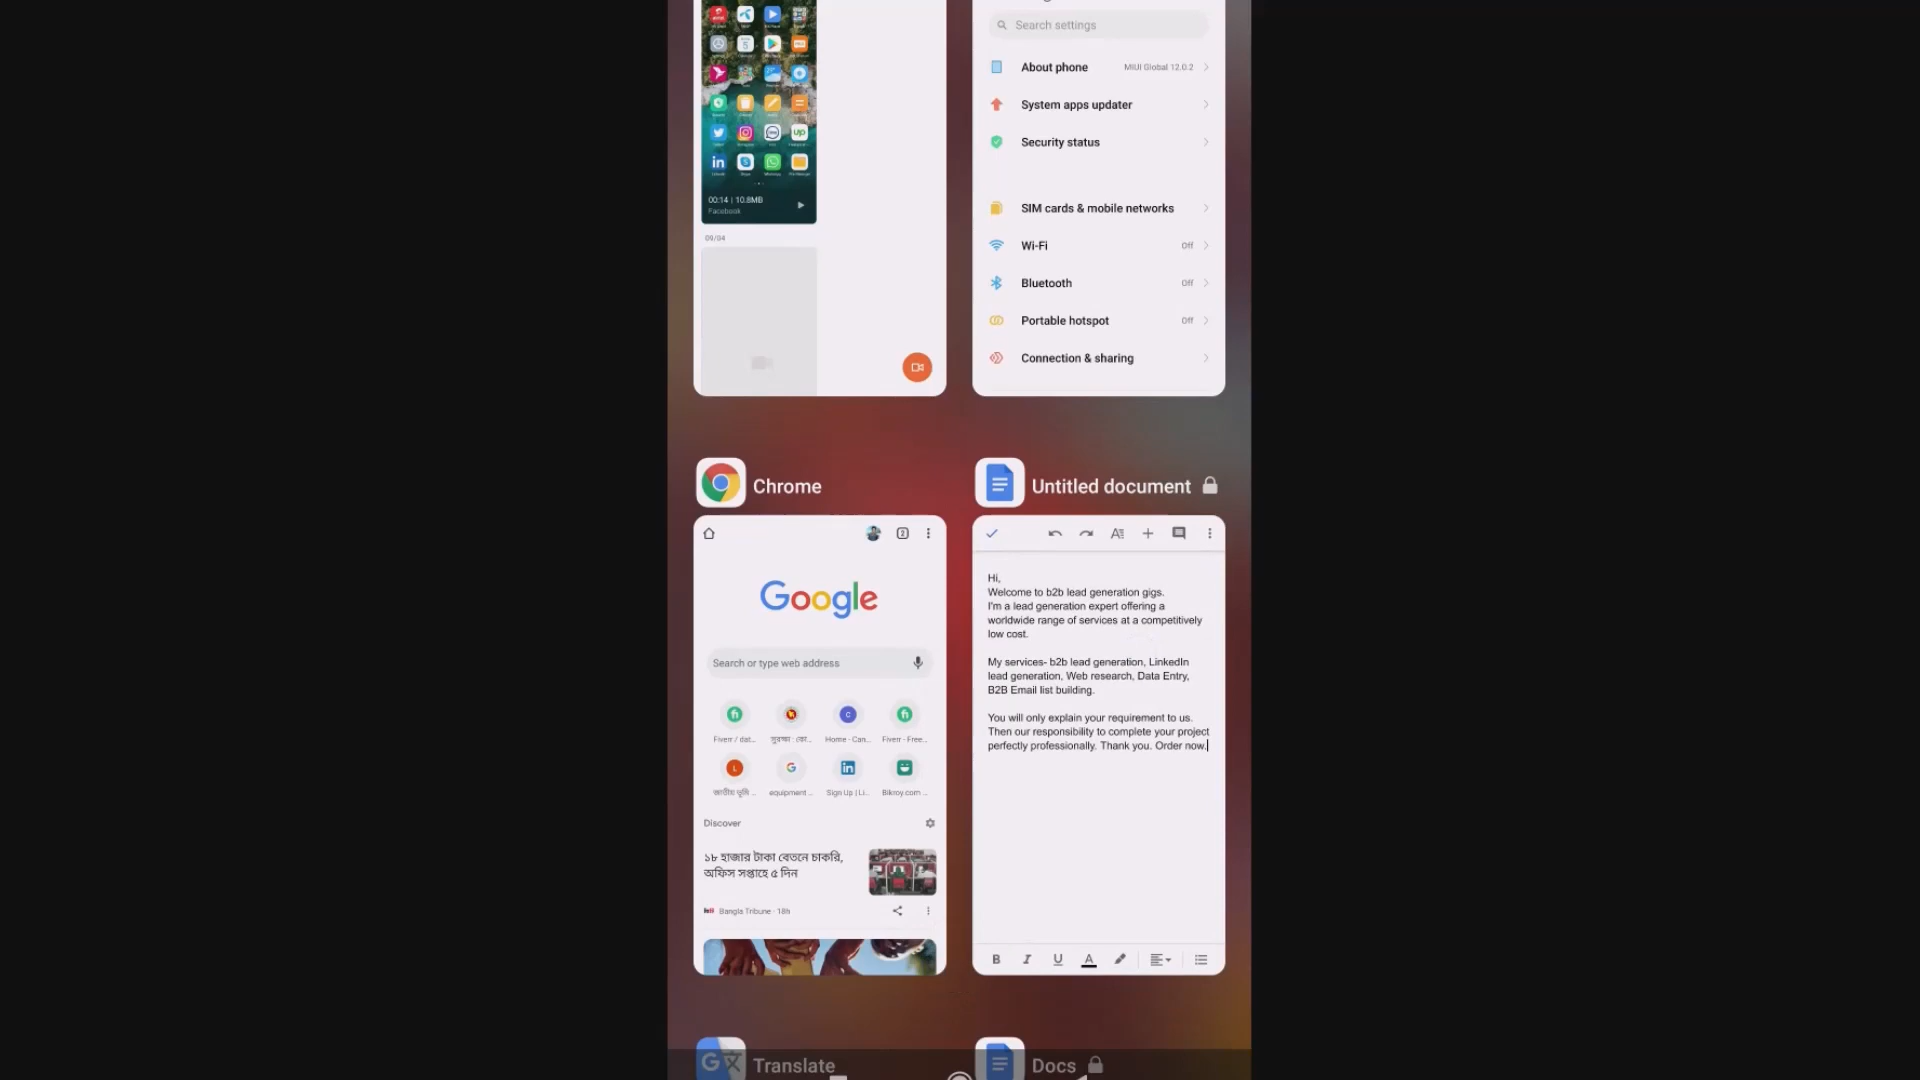 00:14 | 10.8MB
Facebook
09/04
Search settings
About phone
MIUI Global 12.0.2
System apps updater
Security status
SIM cards & mobile networks
Wi-Fi
Off
Bluetooth
Off
Portable hotspot
Off
Connection & sharing
Chrome
2
Google
Search or type web address
Fiverr / dat...
সুরক্ষা : কো...
Home - Can...
Fiverr - Free...
জাতীয় ভূমি ...
equipment ...
Sign Up | Li...
Bikroy.com ...
Discover
১৮ হাজার টাকা বেতনে চাকরি,
অফিস সপ্তাহে ৫ দিন
Bangla Tribune · 18h
Untitled document
Hi,
Welcome to b2b lead generation gigs.
I'm a lead generation expert offering a
worldwide range of services at a competitively
low cost.
My services- b2b lead generation, LinkedIn
lead generation, Web research, Data Entry,
B2B Email list building.
You will only explain your requirement to us.
Then our responsibility to complete your project
perfectly professionally. Thank you. Order now.
B I U A
Translate
Docs